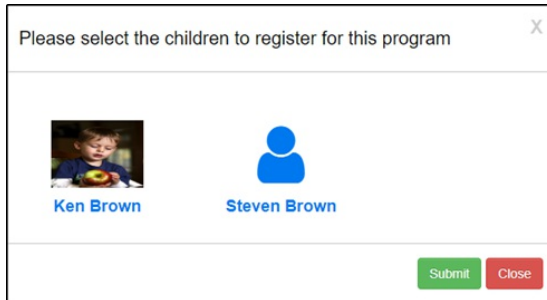 Please select the children to register for this program
X
Ken Brown
Steven Brown
Submit
Close